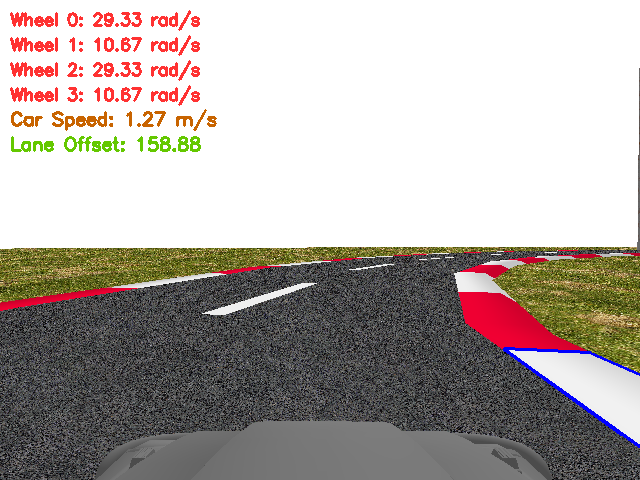 Wheel 0: 29.33 rad/s
Wheel 1: 10.67 rad/s
Wheel 2: 29.33 rad/s
Wheel 3: 10.67 rad/s
Car Speed: 1.27 m/s
Lane Offset: 158.88